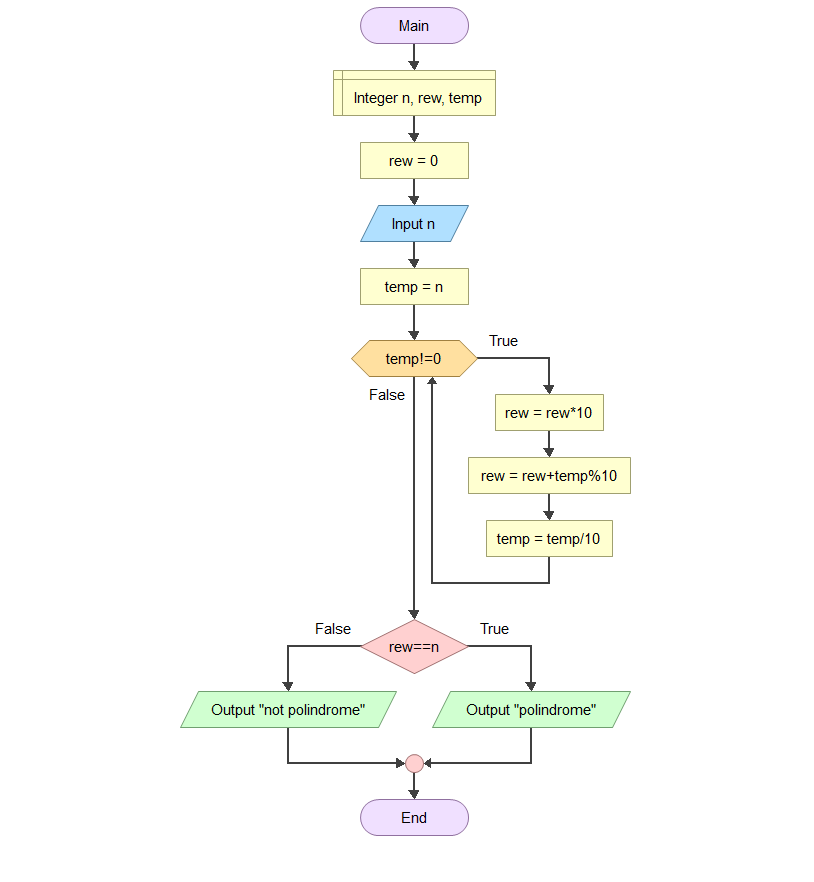 Main
Integer n, rew, temp
rew = 0
Input n
temp = n
temp!=0
True
False
rew = rew*10
rew = rew+temp%10
temp = temp/10
False
True
rew==n
Output "not polindrome"
Output "polindrome"
End